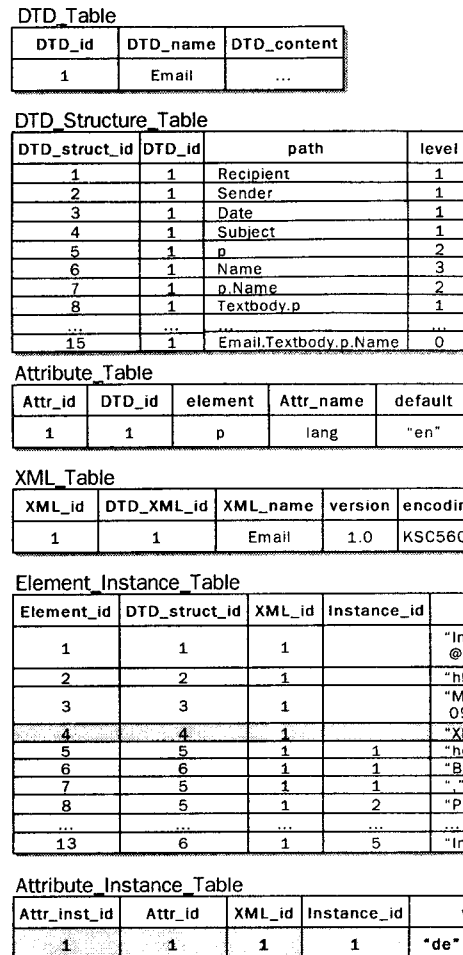 DTD_Table
DTD_id DTD_name DTD_content
1 Email ...
DTD_Structure_Table
DTD_struct_id DTD_id path level
1 1 Recipient 1
2 1 Sender 1
3 1 Date 1
4 1 Subject 1
5 1 p 2
6 1 Name 3
7 1 p.Name 2
8 1 Textbody.p 1
... ... ... ...
15 1 Email.Textbody.p.Name 0
Attribute_Table
Attr_id DTD_id element Attr_name default
1 1 p lang "en"
XML_Table
XML_id DTD_XML_id XML_name version
1 1 Email 1.0
Element_Instance_Table
Element_id DTD_struct_id XML_id Instance_id
1 1 1
@
2 2 1
3 3 1
4 4 1
5 5 1 1
6 6 1 1 "B
7 5 1 1 ","
8 5 1 2 "P
... ... ... ... ...
13 6 1 5
Attribute_Instance_Table
Attr_inst_id Attr_id XML_id Instance_id
1 1 1 1 "de"